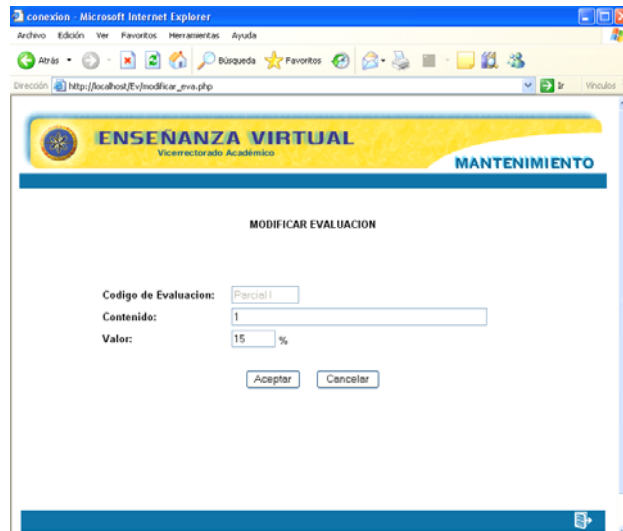 conexion - Microsoft Internet Explorer
Archivo Edición Ver Favoritos Herramientas Ayuda
Atrás Búsqueda Favoritos
Dirección http://localhost/Ev/modificar_eva.php Ir Vínculos
ENSEÑANZA VIRTUAL
Vicerrectorado Académico
MANTENIMIENTO
MODIFICAR EVALUACION
Codigo de Evaluacion: Parcial I
Contenido: 1
Valor: 15 %
Aceptar Cancelar